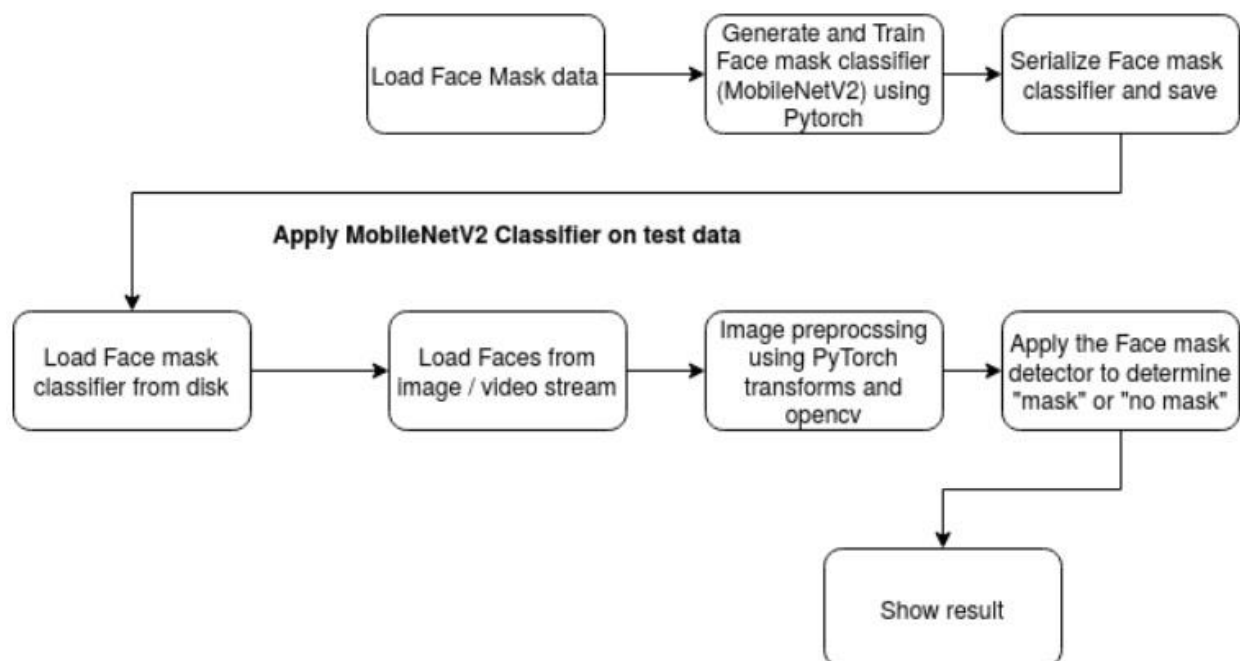 Load Face Mask data
Generate and Train
Face mask classifier
(MobileNetV2) using
Pytorch
Serialize Face mask
classifier and save
Apply MobileNetV2 Classifier on test data
Load Face mask
classifier from disk
Load Faces from
image / video stream
Image preprocssing
using PyTorch
transforms and
opencv
Apply the Face mask
detector to determine
"mask" or "no mask"
Show result